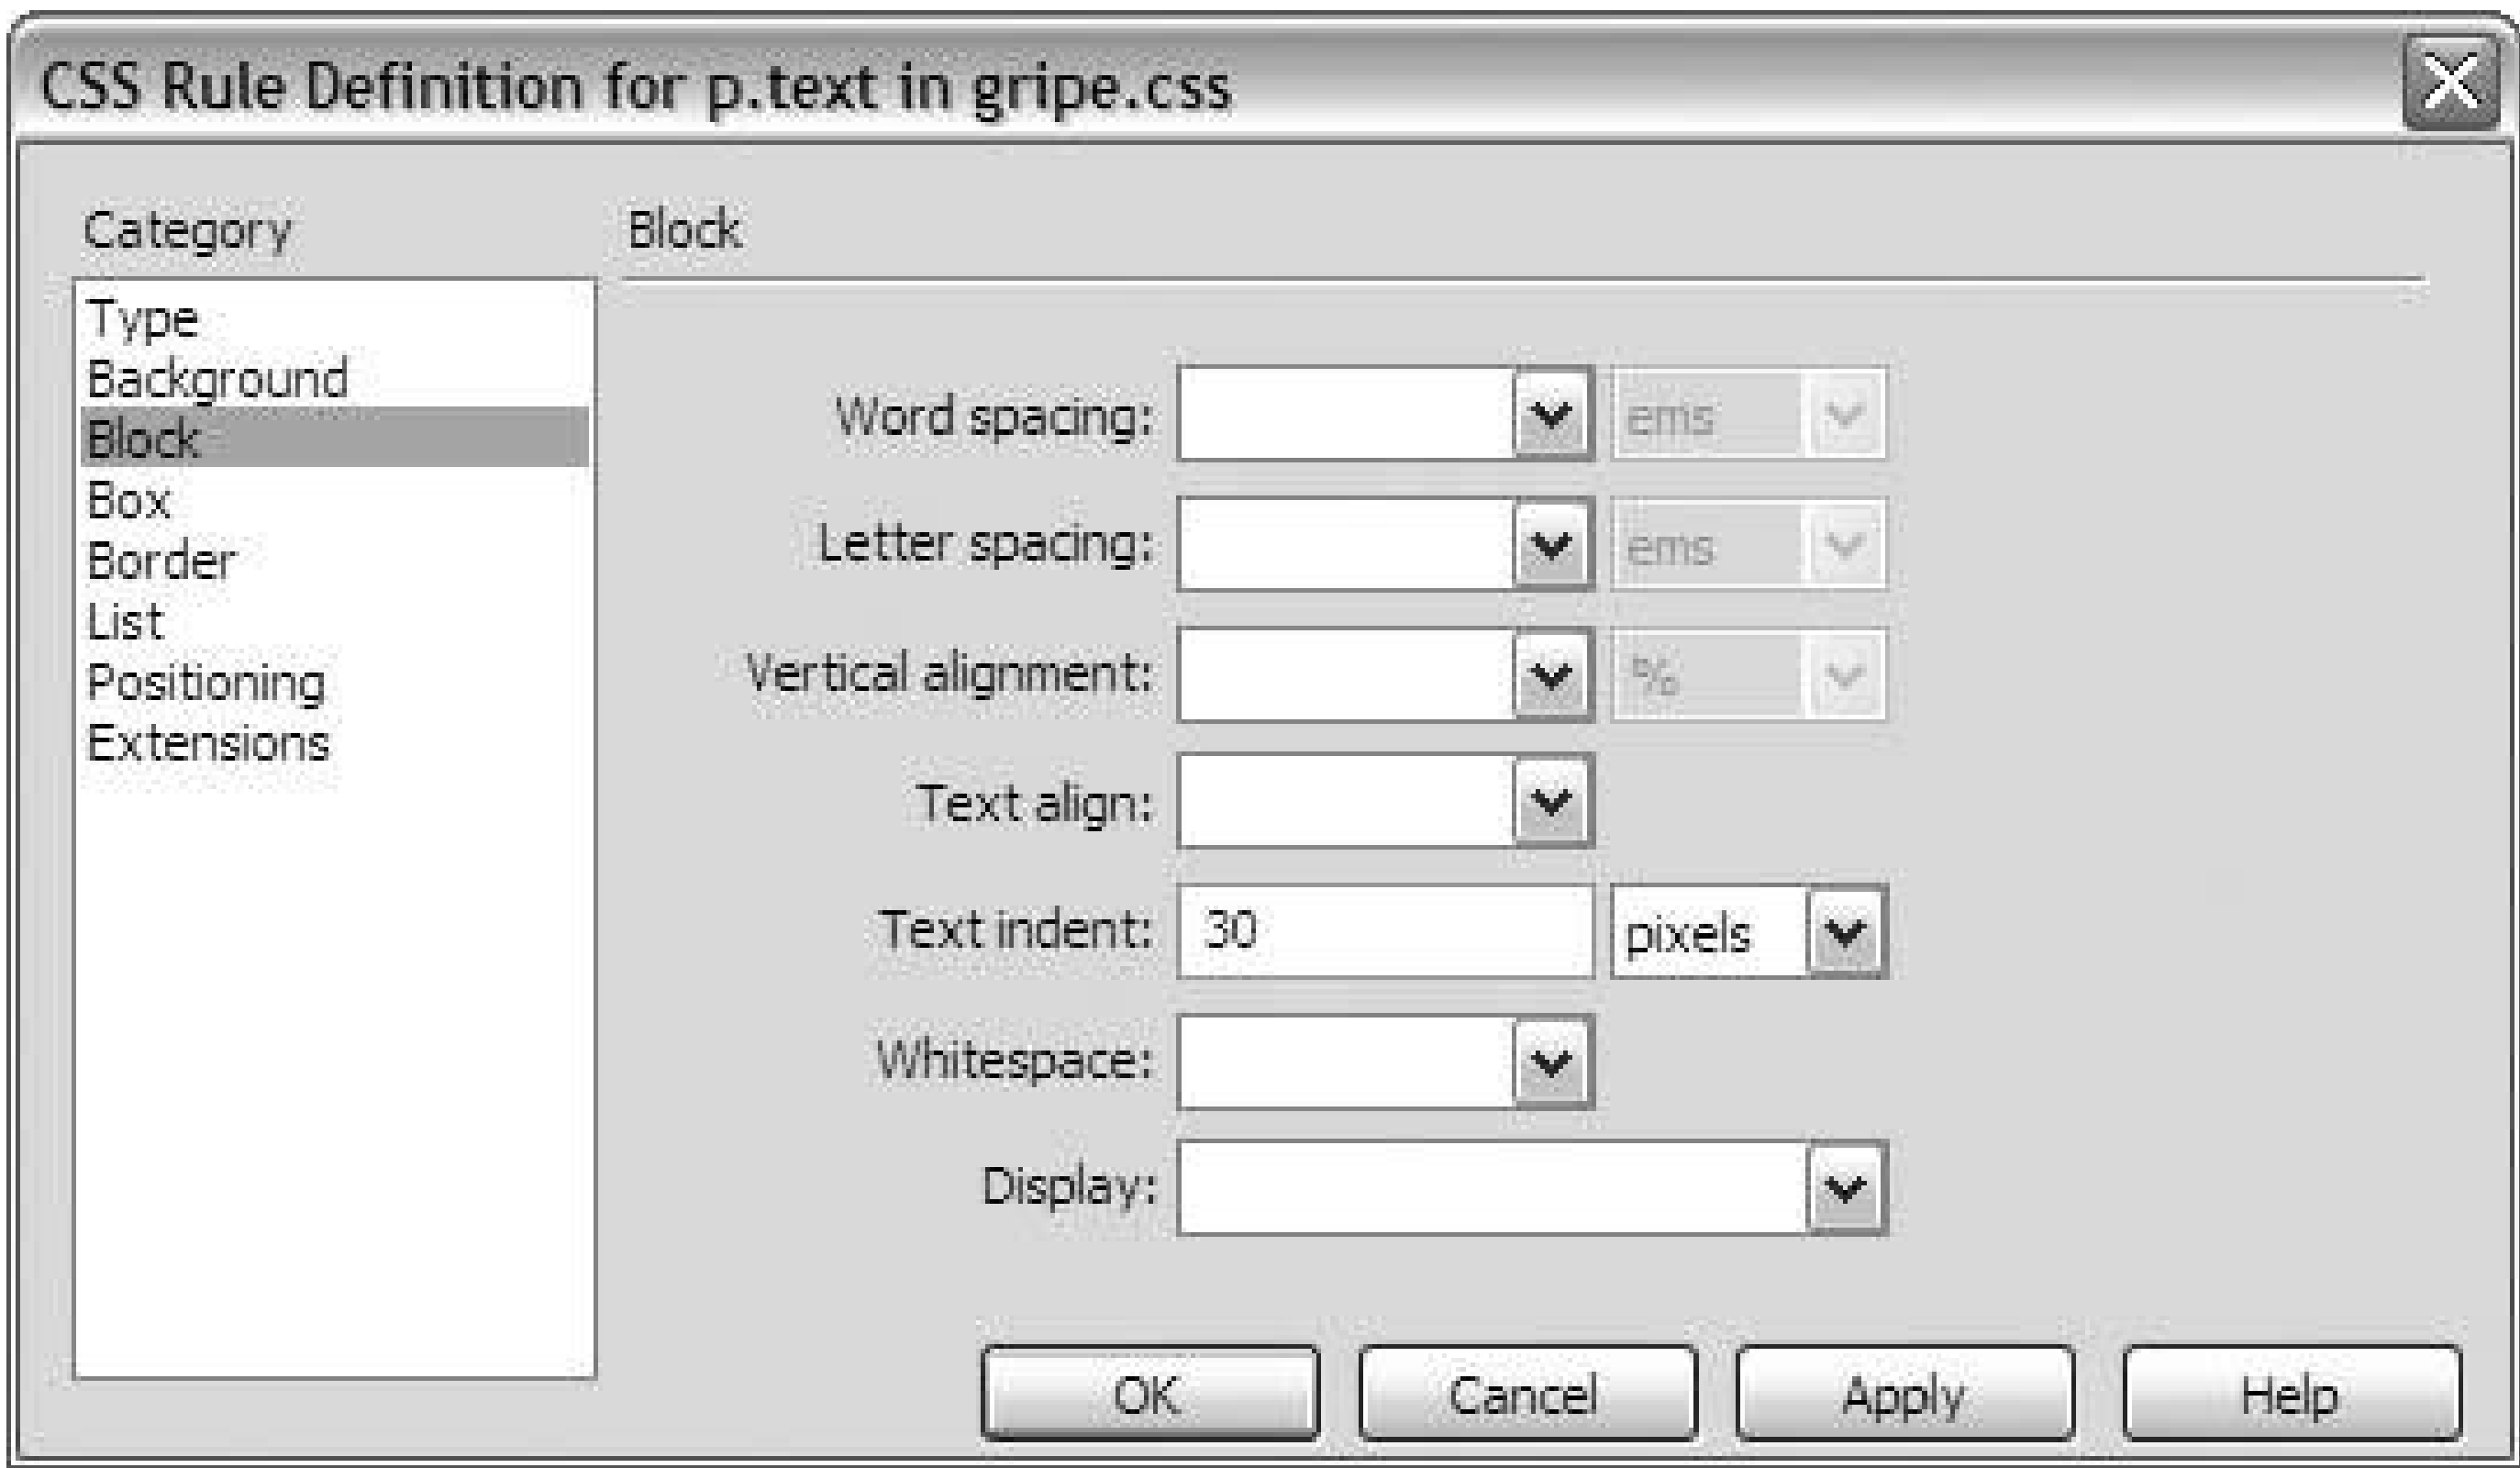 CSS Rule Definition for p.text in gripe.css
Category
Type
Background
Block
Box
Border
List
Positioning
Extensions
Block
Word spacing: ems
Letter spacing: ems
Vertical alignment: %
Text align:
Text indent: 30 pixels
Whitespace:
Display:
OK Cancel Apply Help